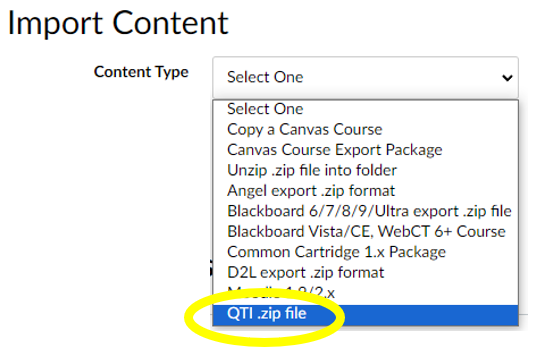 Import Content
Content Type
Select One
Select One
Copy a Canvas Course
Canvas Course Export Package
Unzip .zip file into folder
Angel export .zip format
Blackboard 6/7/8/9/Ultra export .zip file
Blackboard Vista/CE, WebCT 6+ Course
Common Cartridge 1.x Package
D2L export .zip format
Moodle 1.9/2.x
QTI .zip file